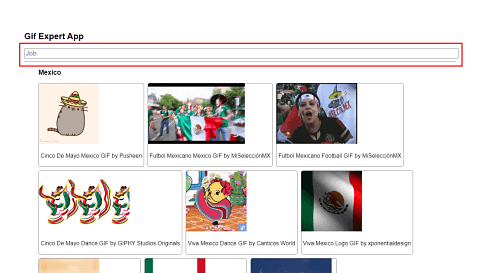 Gif Expert App
Job
Mexico
Cinco De Mayo Mexico GIF by Pusheen
Futbol Mexicano Mexico GIF by MiSelecciónMX
Futbol Mexicano Football GIF by MiSelecciónMX
Cinco De Mayo Dance GIF by GIPHY Studios Originals
Viva Mexico Dance GIF by Canticos World
Viva Mexico Logo GIF by xponentialdesign